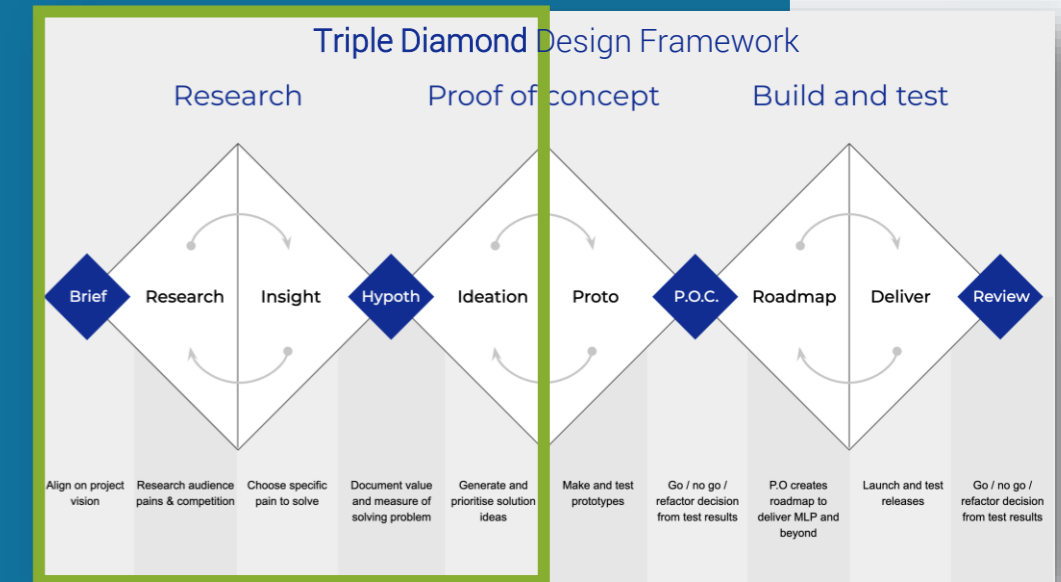 Triple Diamond Design Framework
Research
Proof of concept
Build and test
Brief
Research
Insight
Hypoth
Ideation
Proto
P.O.C.
Roadmap
Deliver
Review
Align on project
vision
Research audience
pains & competition
Choose specific
pain to solve
Document value
and measure of
solving problem
Generate and
prioritise solution
ideas
Make and test
prototypes
Go / no go /
refactor decision
from test results
P.O creates
roadmap to
deliver MLP and
beyond
Launch and test
releases
Go / no go /
refactor decision
from test results